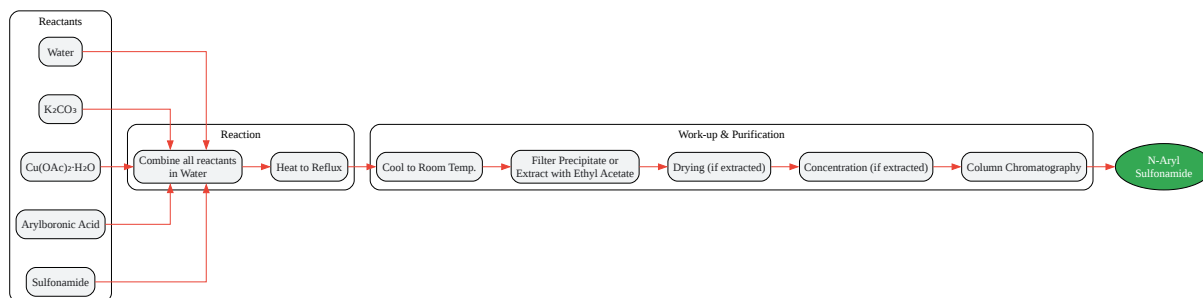 Reactants
Water
K₂CO₃
Cu(OAc)₂·H₂O
Arylboronic Acid
Sulfonamide
Reaction
Combine all reactants
in Water
Heat to Reflux
Work-up & Purification
Cool to Room Temp.
Filter Precipitate or
Extract with Ethyl Acetate
Drying (if extracted)
Concentration (if extracted)
Column Chromatography
N-Aryl
Sulfonamide